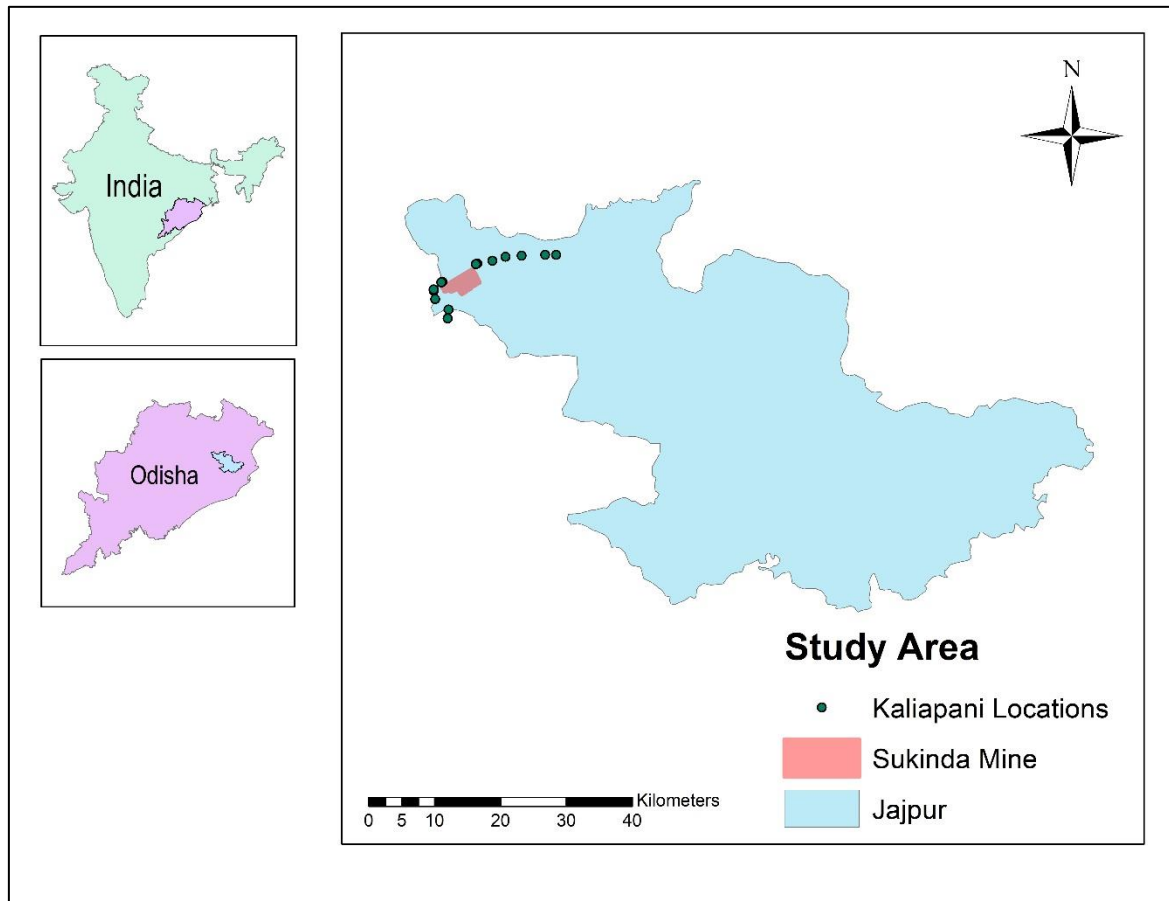 India
Odisha
N
Study Area
Kaliapani Locations
Sukinda Mine
Jajpur
Kilometers
0 5 10 20 30 40